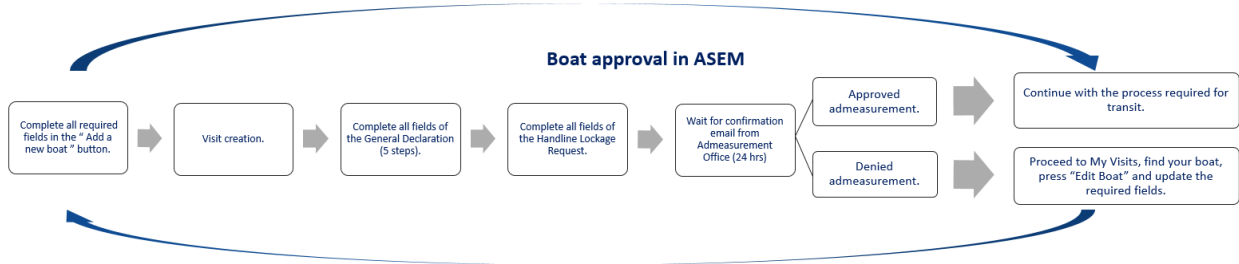 Boat approval in ASEM
Complete all required
fields in the “ Add a
new boat ” button.
Visit creation.
Complete all fields of
the General Declaration
(5 steps).
Complete all fields of
the Handline Lockage
Request.
Wait for confirmation
email from
Admeasurement
Office (24 hrs)
Approved
admeasurement.
Continue with the process required for
transit.
Denied
admeasurement.
Proceed to My Visits, find your boat,
press “Edit Boat” and update the
required fields.